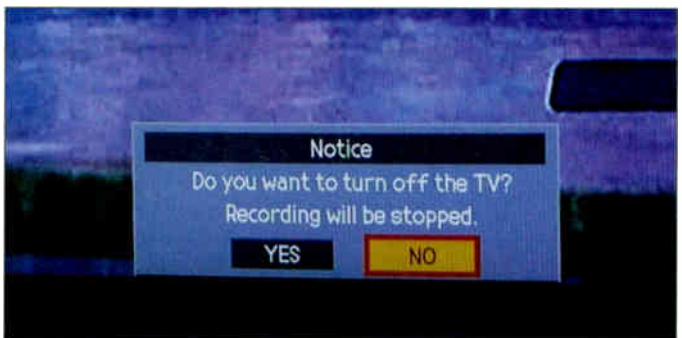 Notice
Do you want to turn off the TV?
Recording will be stopped.
YES NO